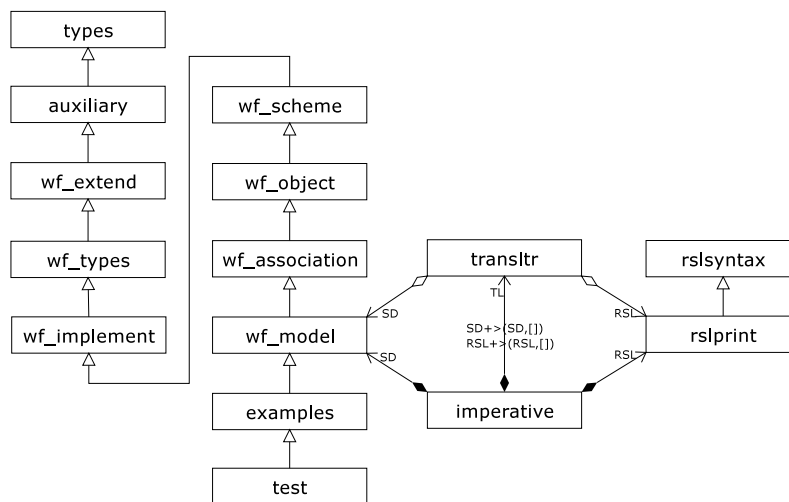 types
auxiliary
wf_scheme
wf_extend
wf_object
wf_types
wf_association
transltr
rslsyntax
TL
SD
RSL
wf_implement
wf_model
SD+>(SD,[])
RSL+>(RSL,[])
rslprint
SD
RSL
examples
imperative
test